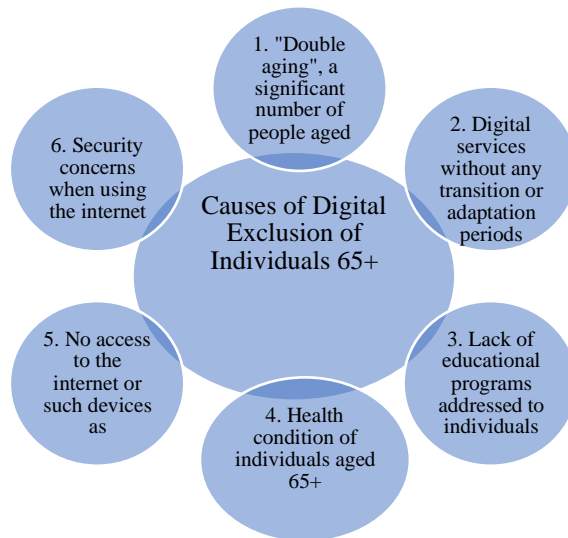 1. "Double
aging", a
significant
number of
people aged
2. Digital
services
without any
transition or
adaptation
periods
3. Lack of
educational
programs
addressed to
individuals
4. Health
condition of
individuals aged
65+
5. No access
to the
internet or
such devices
as
6. Security
concerns
when using
the internet
Causes of Digital
Exclusion of
Individuals 65+